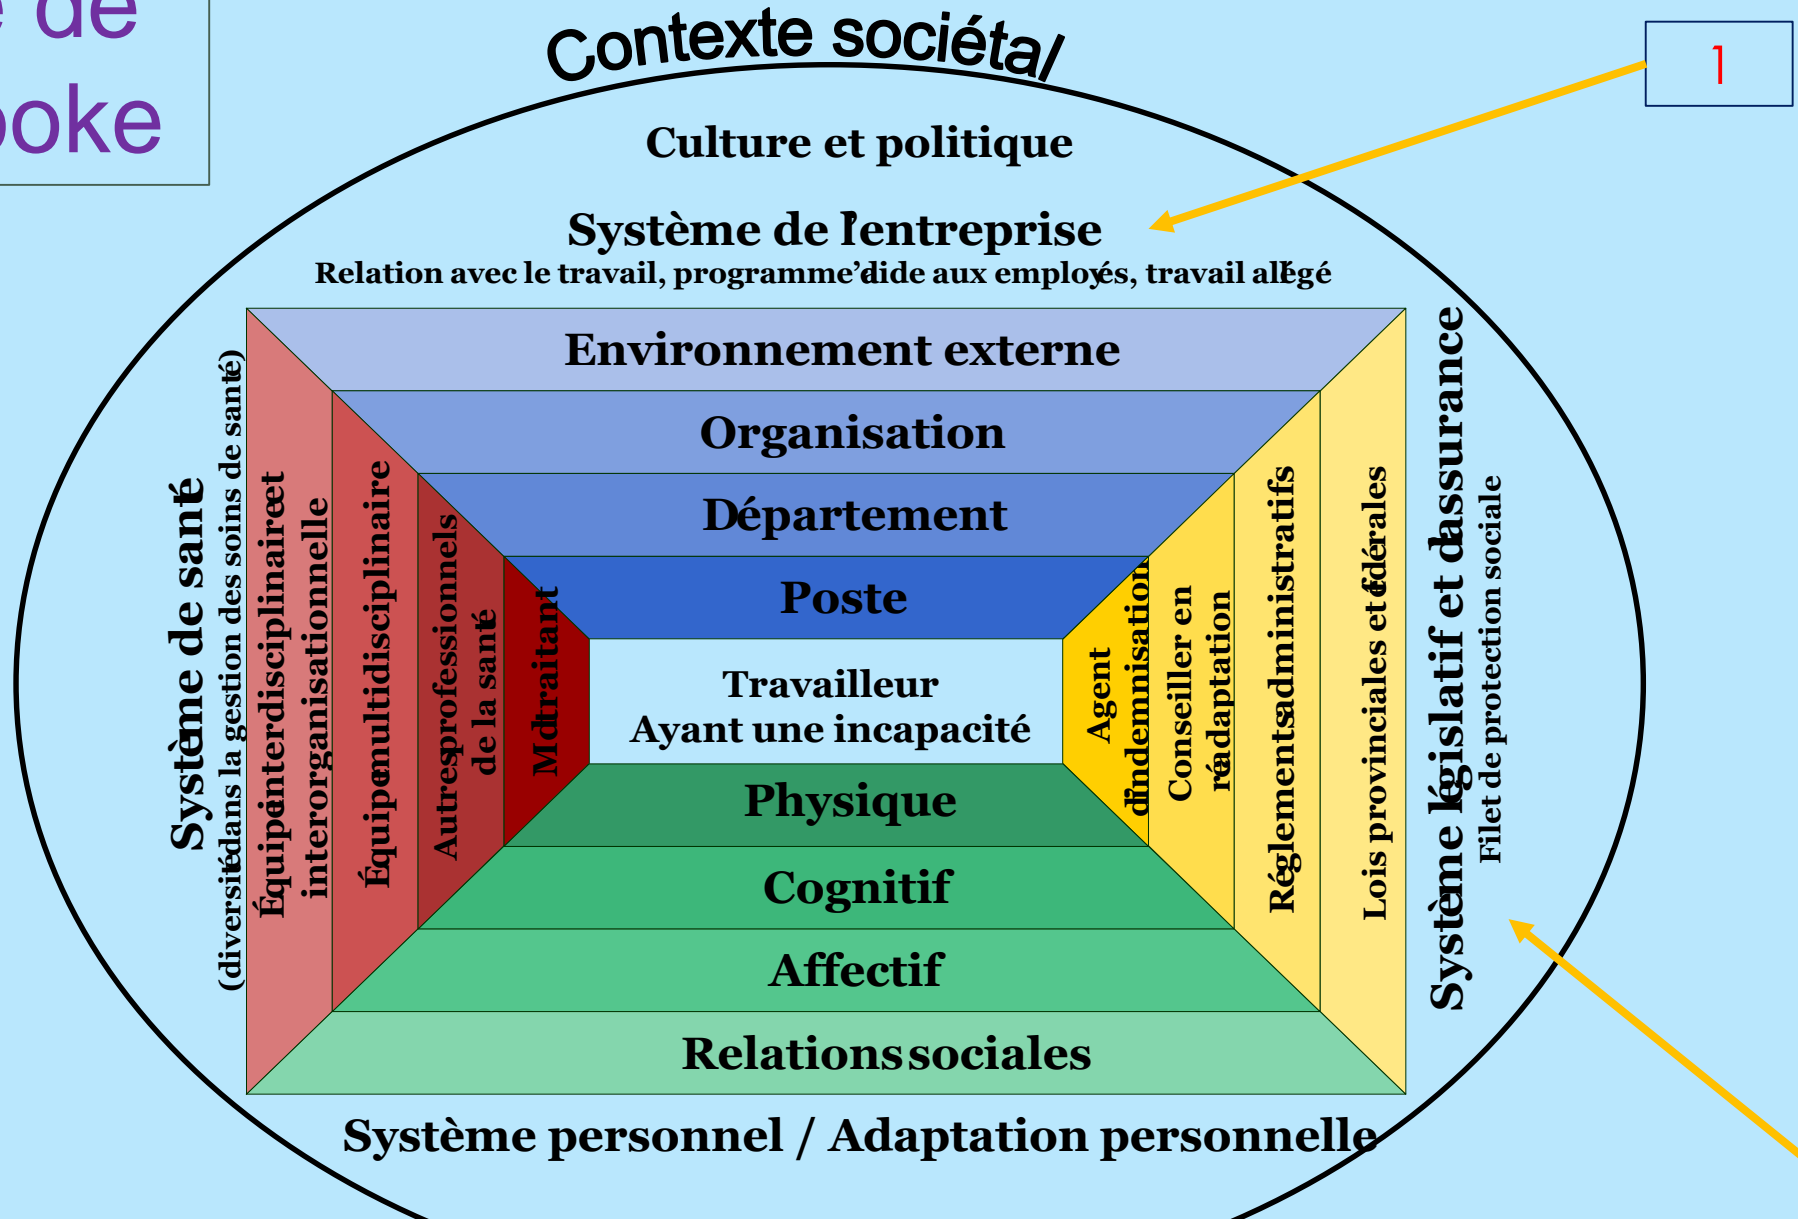 de
Contexte sociétal
1
Culture et politique
Système de l'entreprise
Relation avec le travail, programme d'aide aux employés, travail allégé
Environnement externe
Organisation
Département
Poste
Travailleur
Ayant une incapacité
Physique
Cognitif
Affectif
Relations sociales
Système personnel / Adaptation personnelle
Système de santé
(diversité dans la gestion des soins de santé)
Équipe interdisciplinaire et
interorganisationnelle
Équipe multidisciplinaire
Autres professionnels
de la santé
Md traitant
Agent
d'indemnisation
Conseiller en
réadaptation
Réglements administratifs
Lois provinciales et fédérales
Système législatif et d'assurance
Filet de protection sociale